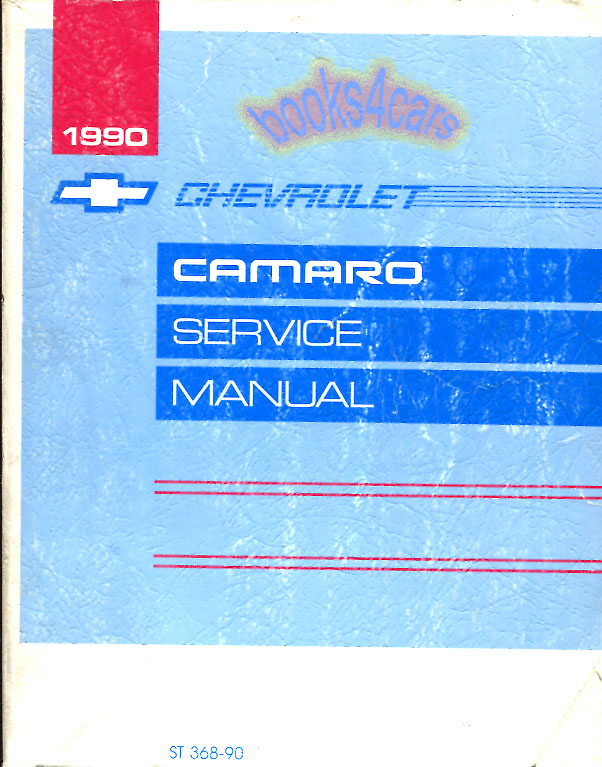 books4cars
1990
CHEVROLET
CAMARO
SERVICE
MANUAL
ST 368-90